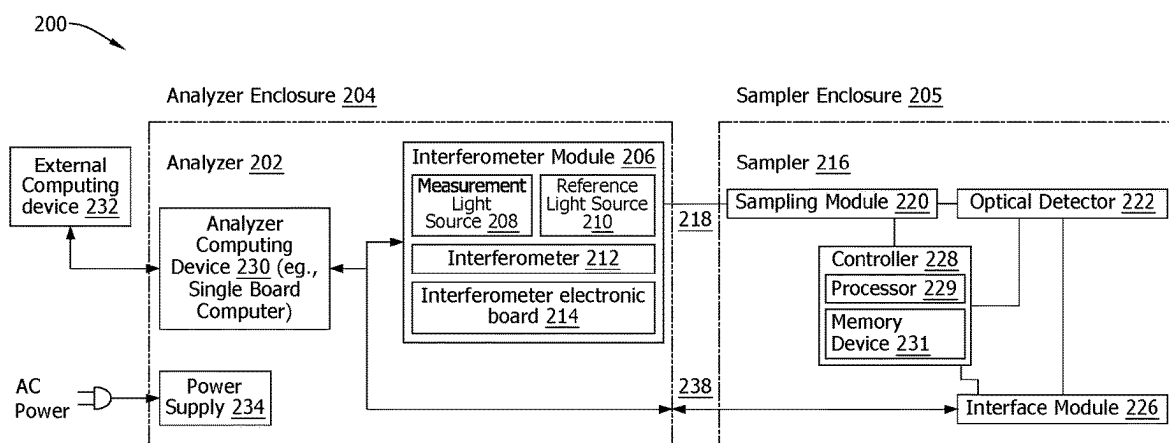 200
Analyzer Enclosure 204
Sampler Enclosure 205
External
Computing
device 232
Analyzer 202
Analyzer
Computing
Device 230 (eg.,
Single Board
Computer)
Interferometer Module 206
Measurement
Light
Source 208
Reference
Light Source
210
Interferometer 212
Interferometer electronic
board 214
218
Sampler 216
Sampling Module 220
Optical Detector 222
Controller 228
Processor 229
Memory
Device 231
AC
Power
Power
Supply 234
238
Interface Module 226